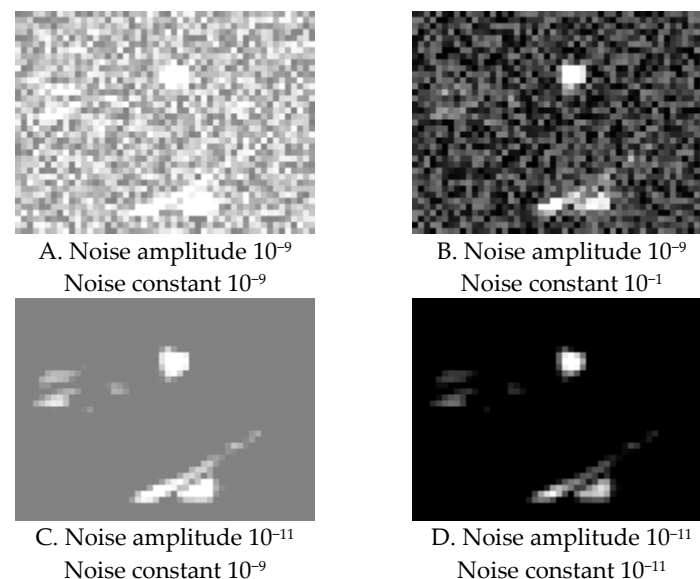 A. Noise amplitude 10⁻⁹
Noise constant 10⁻⁹
B. Noise amplitude 10⁻⁹
Noise constant 10⁻¹
C. Noise amplitude 10⁻¹¹
Noise constant 10⁻⁹
D. Noise amplitude 10⁻¹¹
Noise constant 10⁻¹¹